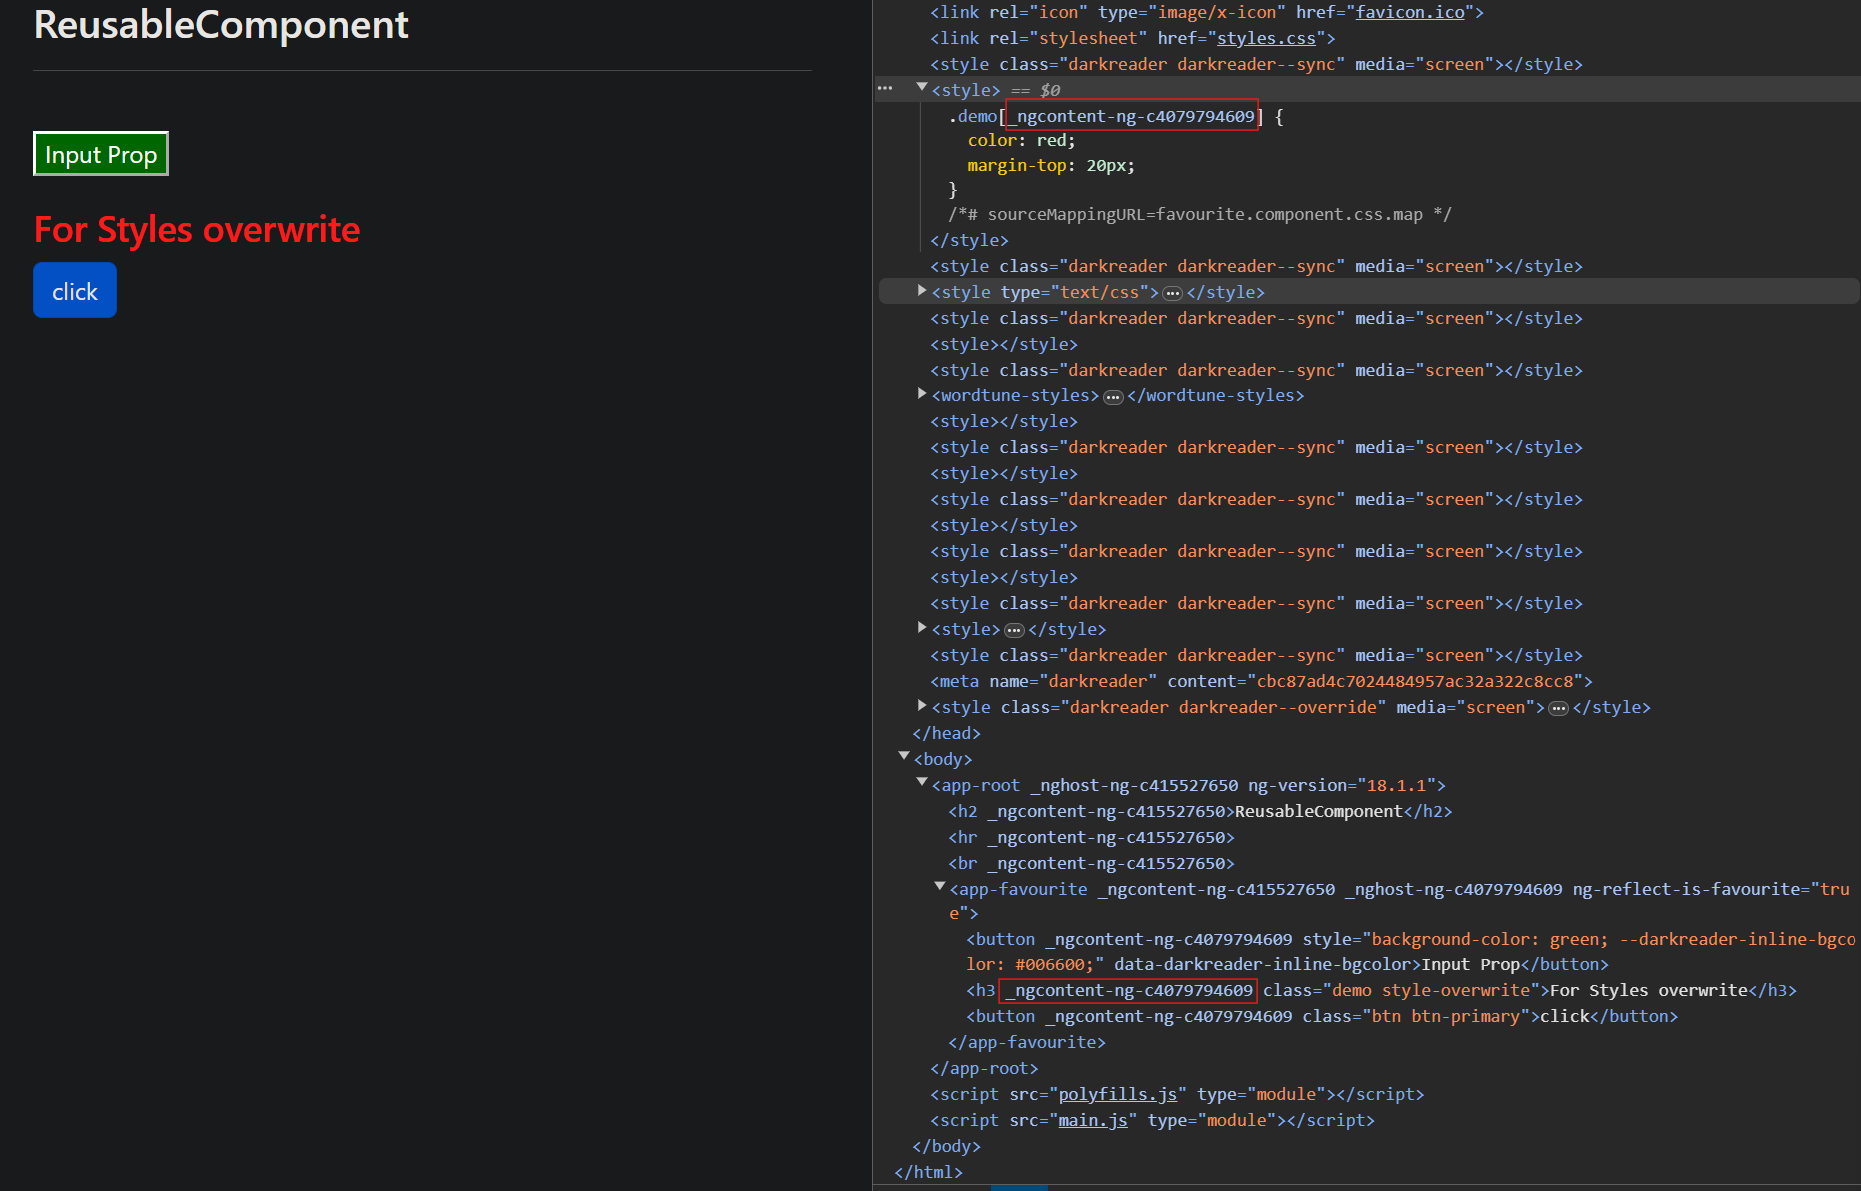 ReusableComponent
Input Prop
For Styles overwrite
click
<link rel="icon" type="image/x-icon" href="favicon.ico">
<link rel="stylesheet" href="styles.css">
<style class="darkreader darkreader--sync" media="screen"></style>
<style> == $0
.demo[_ngcontent-ng-c4079794609] {
color: red;
margin-top: 20px;
}
/*# sourceMappingURL=favourite.component.css.map */
</style>
<style class="darkreader darkreader--sync" media="screen"></style>
<style type="text/css">…</style>
<style class="darkreader darkreader--sync" media="screen"></style>
<style></style>
<style class="darkreader darkreader--sync" media="screen"></style>
<wordtune-styles>…</wordtune-styles>
<style></style>
<style class="darkreader darkreader--sync" media="screen"></style>
<style></style>
<style class="darkreader darkreader--sync" media="screen"></style>
<style></style>
<style class="darkreader darkreader--sync" media="screen"></style>
<style></style>
<style class="darkreader darkreader--sync" media="screen"></style>
<style>…</style>
<style class="darkreader darkreader--sync" media="screen"></style>
<meta name="darkreader" content="cbc87ad4c7024484957ac32a322c8cc8">
<style class="darkreader darkreader--override" media="screen">…</style>
</head>
<body>
<app-root _nghost-ng-c415527650 ng-version="18.1.1">
<h2 _ngcontent-ng-c415527650>ReusableComponent</h2>
<hr _ngcontent-ng-c415527650>
<br _ngcontent-ng-c415527650>
<app-favourite _ngcontent-ng-c415527650 _nghost-ng-c4079794609 ng-reflect-is-favourite="tru
e">
<button _ngcontent-ng-c4079794609 style="background-color: green; --darkreader-inline-bgco
lor: #006600;" data-darkreader-inline-bgcolor>Input Prop</button>
<h3 _ngcontent-ng-c4079794609 class="demo style-overwrite">For Styles overwrite</h3>
<button _ngcontent-ng-c4079794609 class="btn btn-primary">click</button>
</app-favourite>
</app-root>
<script src="polyfills.js" type="module"></script>
<script src="main.js" type="module"></script>
</body>
</html>